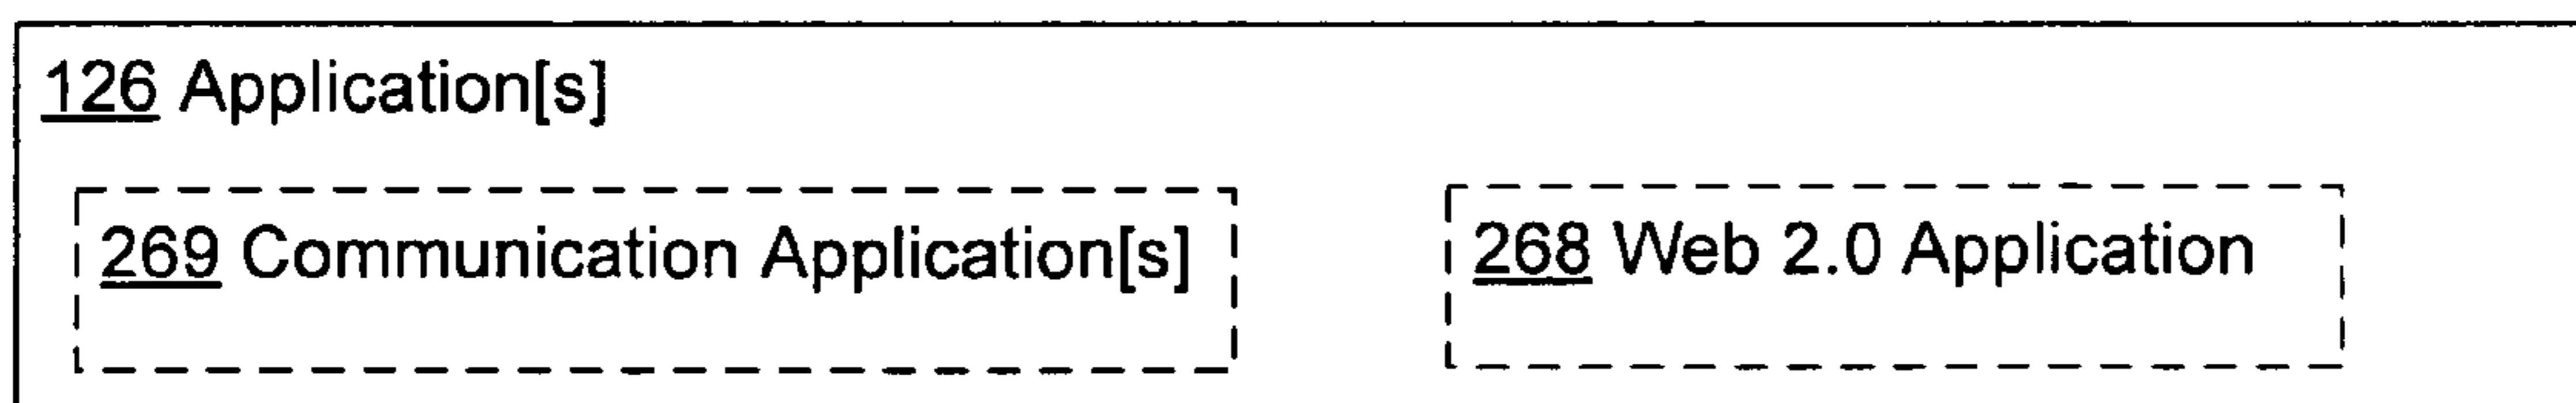 126 Application[s]
269 Communication Application[s]
268 Web 2.0 Application